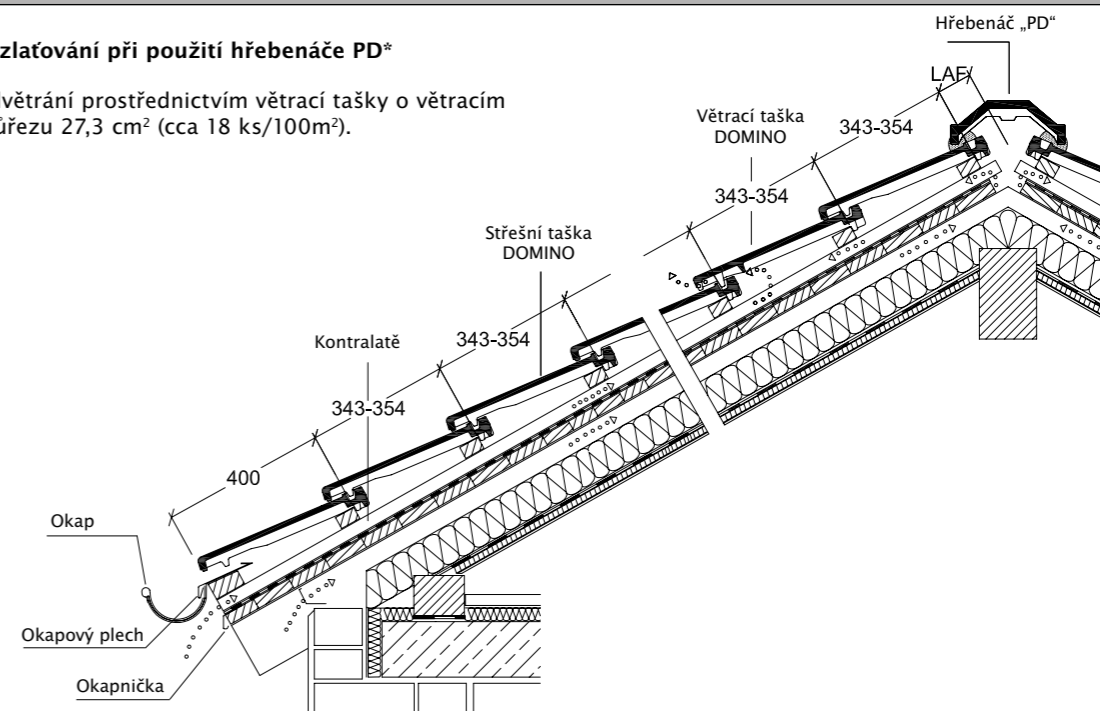 zlaťování při použití hřebenáče PD*
větrání prostřednictvím větrací tašky o větracím
růřezu 27,3 cm² (cca 18 ks/100m²).
Hřebenáč „PD“
LAF
343-354
Větrací taška
DOMINO
343-354
Střešní taška
DOMINO
343-354
Kontralatě
343-354
400
Okap
Okapový plech
Okapnička